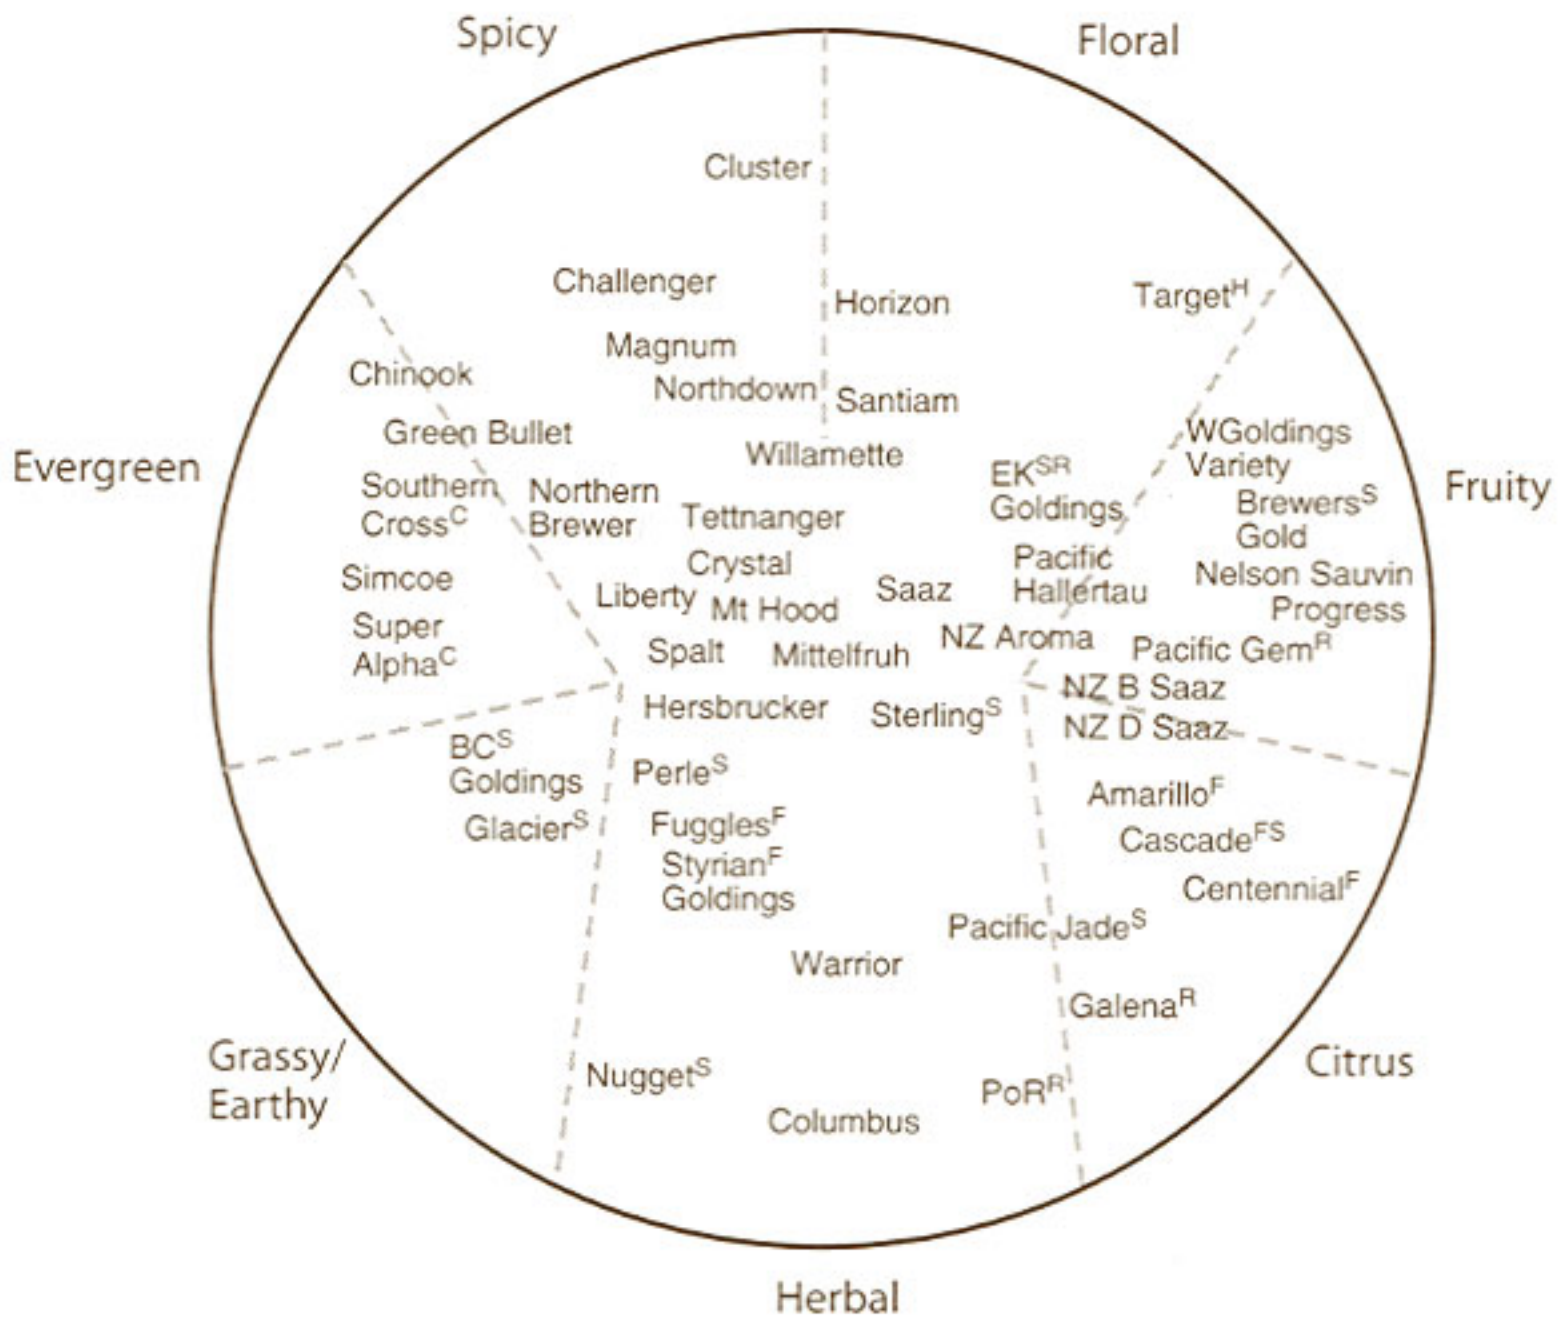 Spicy
Floral
Cluster
Challenger
Horizon
Target^H
Magnum
Northdown
Santiam
Chinook
Green Bullet
Willamette
WGoldings
Variety
Evergreen
Southern
Cross^C
Northern
Brewer
Tettnanger
EK^SR
Goldings
Brewers^S
Gold
Fruity
Crystal
Pacific
Hallertau
Nelson Sauvin
Simcoe
Liberty
Mt Hood
Saaz
Progress
Super
Alpha^C
Spalt
Mittelfruh
NZ Aroma
Pacific Gem^R
NZ B Saaz
Hersbrucker
Sterling^S
NZ D Saaz
BC^S
Goldings
Perle^S
Amarillo^F
Glacier^S
Fuggles^F
Cascade^FS
Styrian^F
Goldings
Centennial^F
Pacific Jade^S
Warrior
Galena^R
Grassy/
Earthy
Nugget^S
PoR^R
Citrus
Columbus
Herbal